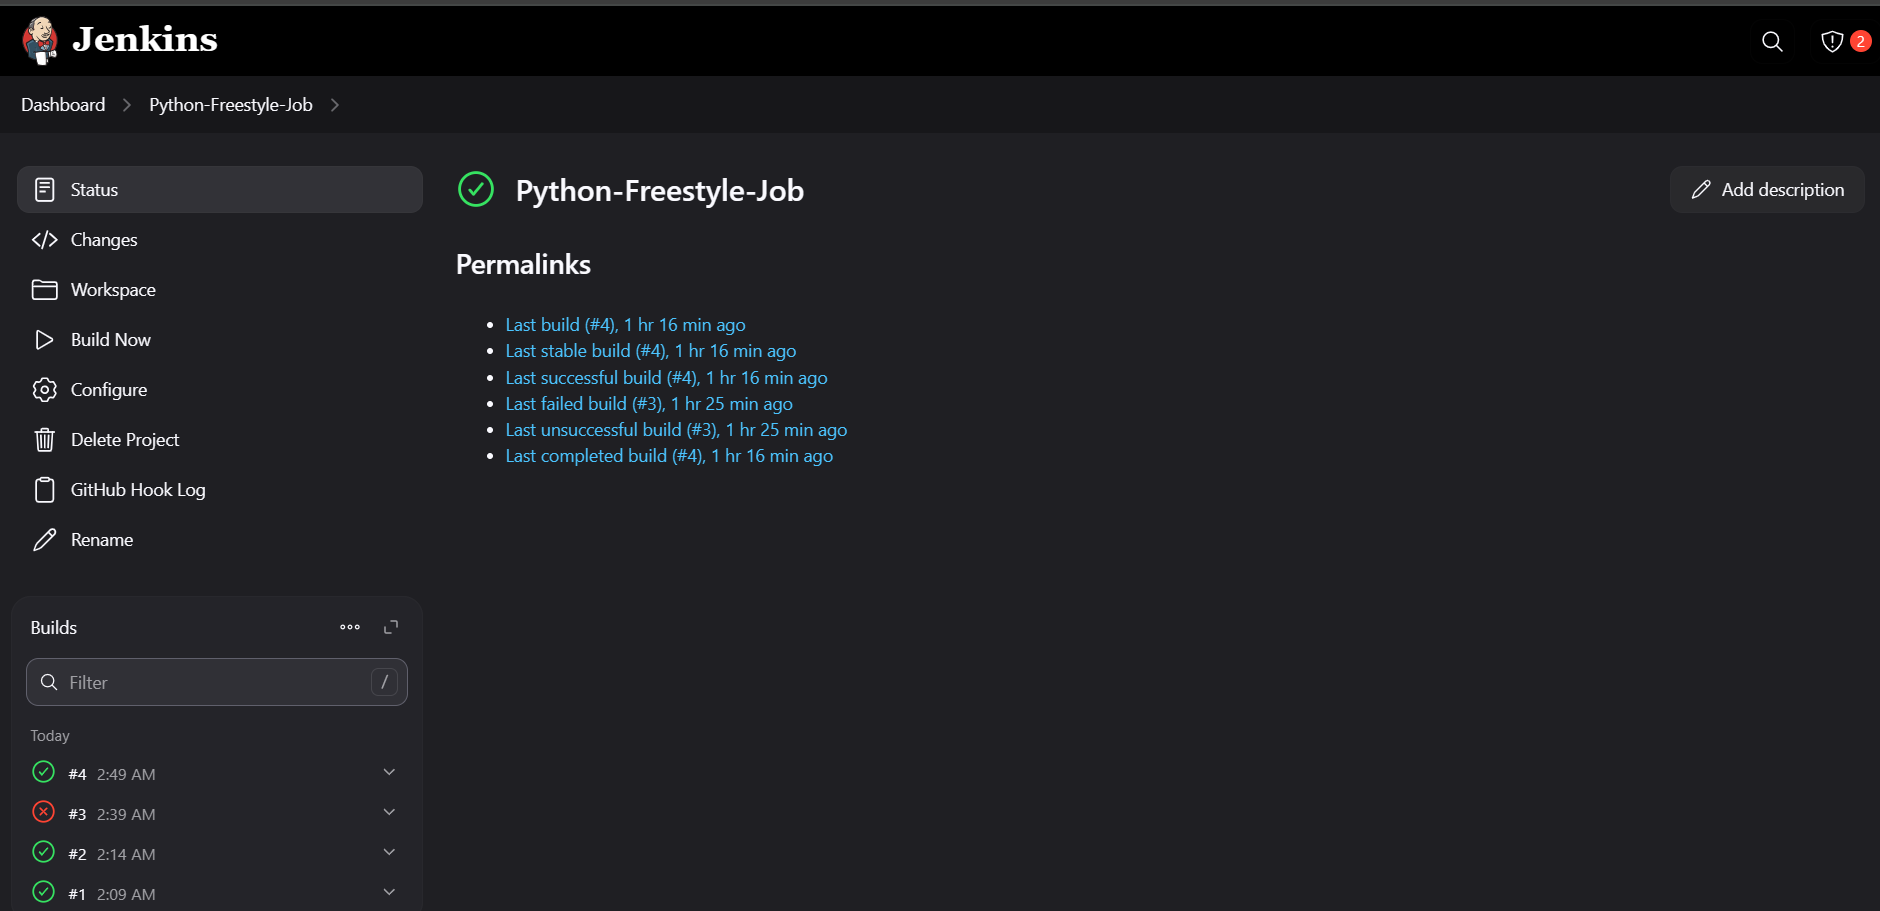 Jenkins
2
Dashboard
Python-Freestyle-Job
Status
Changes
Workspace
Build Now
Configure
Delete Project
GitHub Hook Log
Rename
Builds
Filter
/
Today
#4 2:49 AM
#3 2:39 AM
#2 2:14 AM
#1 2:09 AM
Python-Freestyle-Job
Add description
Permalinks
Last build (#4), 1 hr 16 min ago
Last stable build (#4), 1 hr 16 min ago
Last successful build (#4), 1 hr 16 min ago
Last failed build (#3), 1 hr 25 min ago
Last unsuccessful build (#3), 1 hr 25 min ago
Last completed build (#4), 1 hr 16 min ago